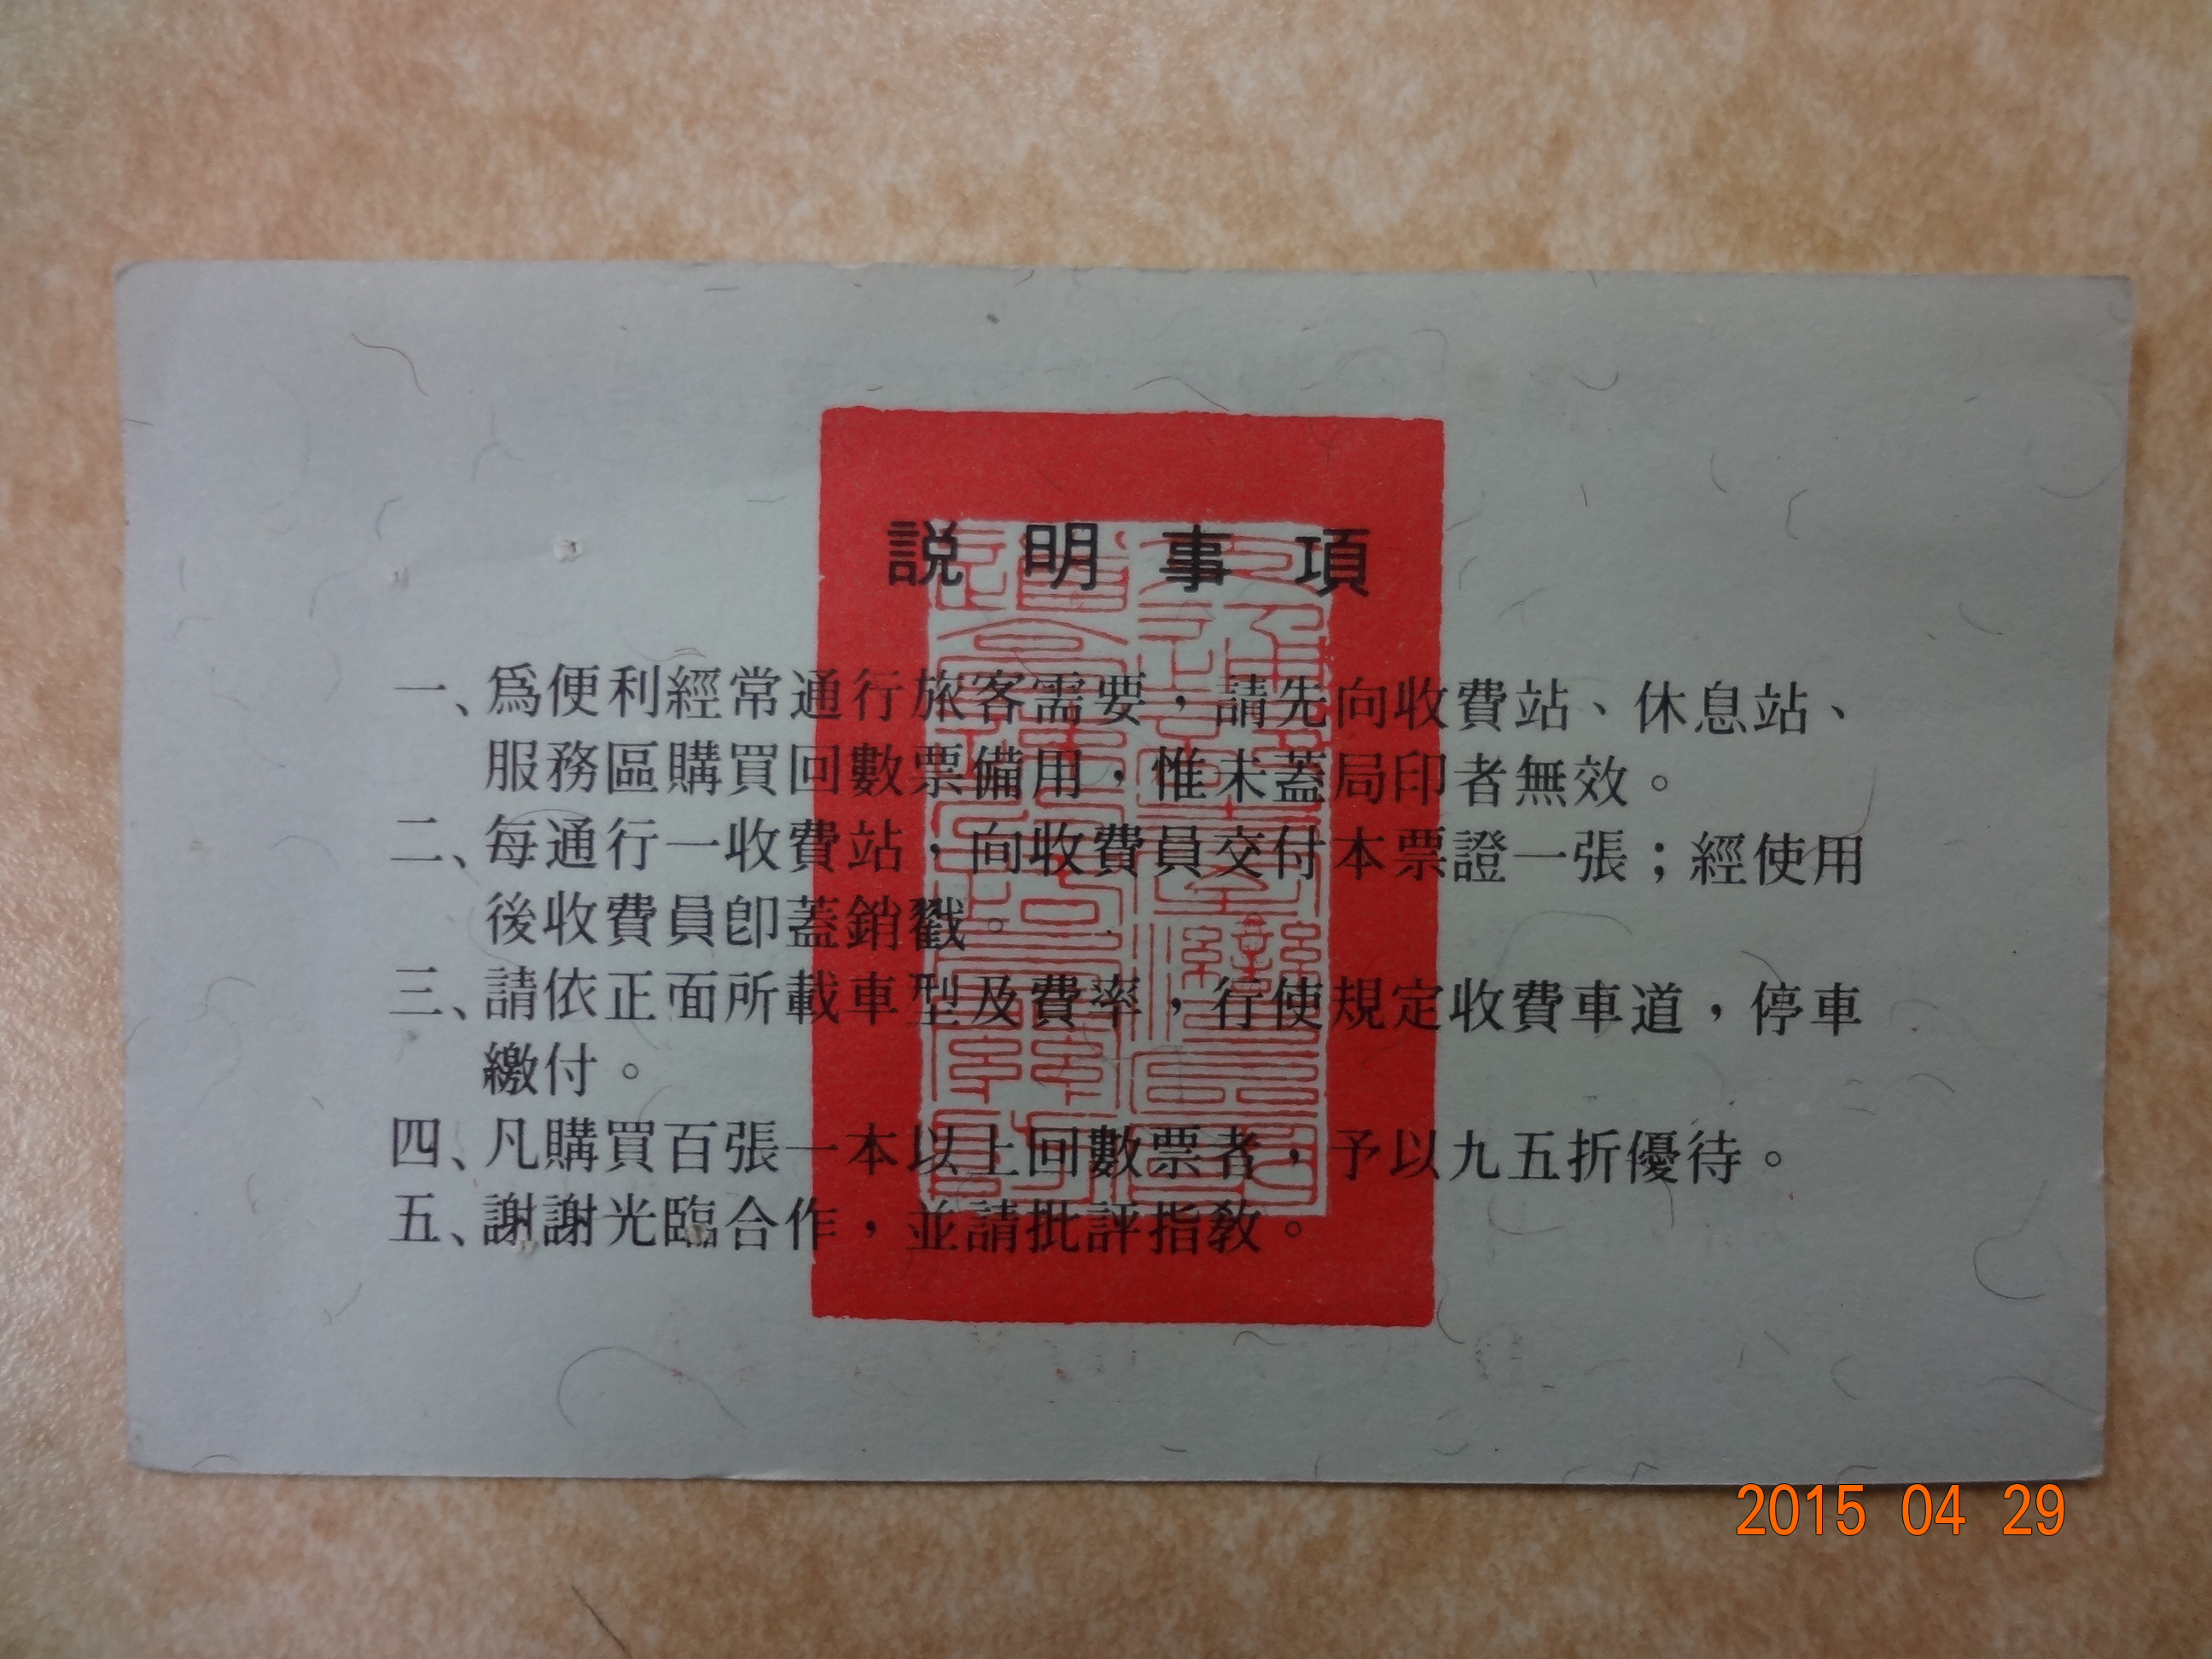 説明事項
一、為便利經常通行旅客需要，請先向收費站、休息站、
服務區購買回數票備用，惟未蓋局印者無效。
二、每通行一收費站，向收費員交付本票證一張；經使用
後收費員即蓋銷戳。
三、請依正面所載車型及費率，行使規定收費車道，停車
繳付。
四、凡購買百張一本以上回數票者，予以九五折優待。
五、謝謝光臨合作，並請批評指教。
2015 04 29